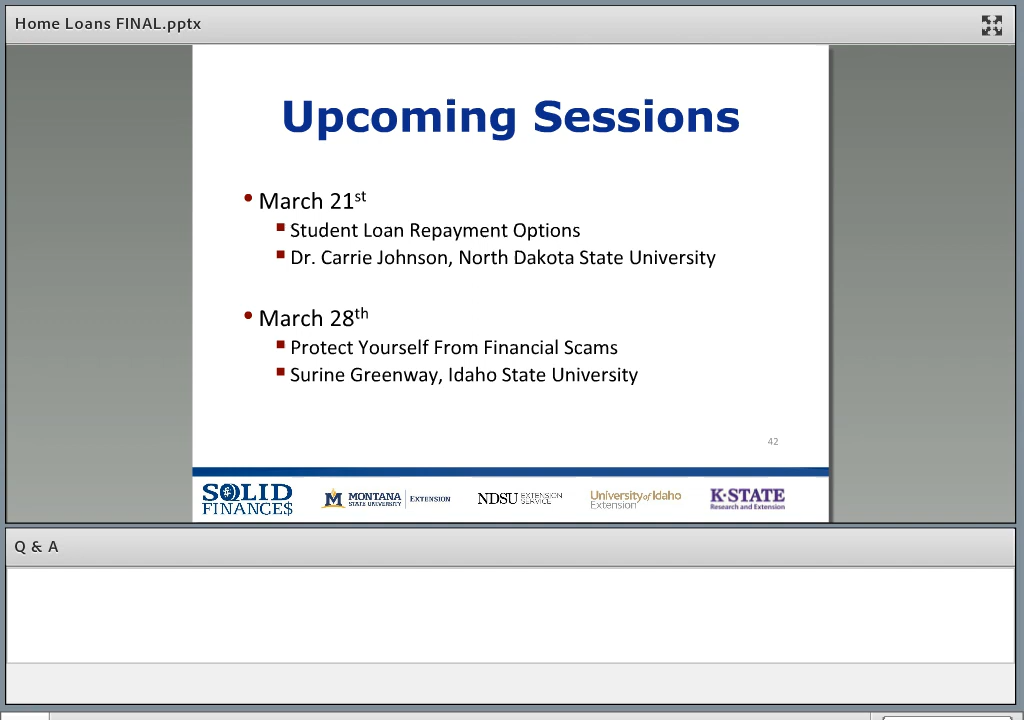 Home Loans FINAL.pptx
Upcoming Sessions
• March 21st
▪ Student Loan Repayment Options
▪ Dr. Carrie Johnson, North Dakota State University
• March 28th
▪ Protect Yourself From Financial Scams
▪ Surine Greenway, Idaho State University
42
SOLID FINANCE$
M MONTANA STATE UNIVERSITY EXTENSION
NDSU EXTENSION SERVICE
University of Idaho Extension
K-STATE Research and Extension
Q & A